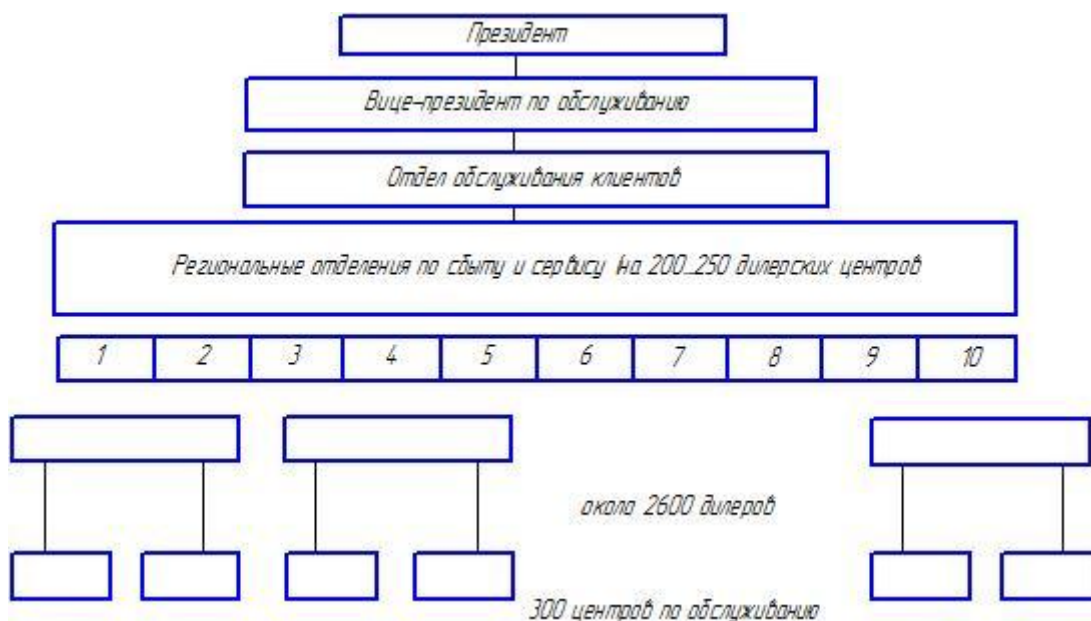 Президент
Вице-президент по обслуживанию
Отдел обслуживания клиентов
Региональные отделения по сбыту и сервису (на 200..250 дилерских центров
1 2 3 4 5 6 7 8 9 10
около 2600 дилеров
300 центров по обслуживанию